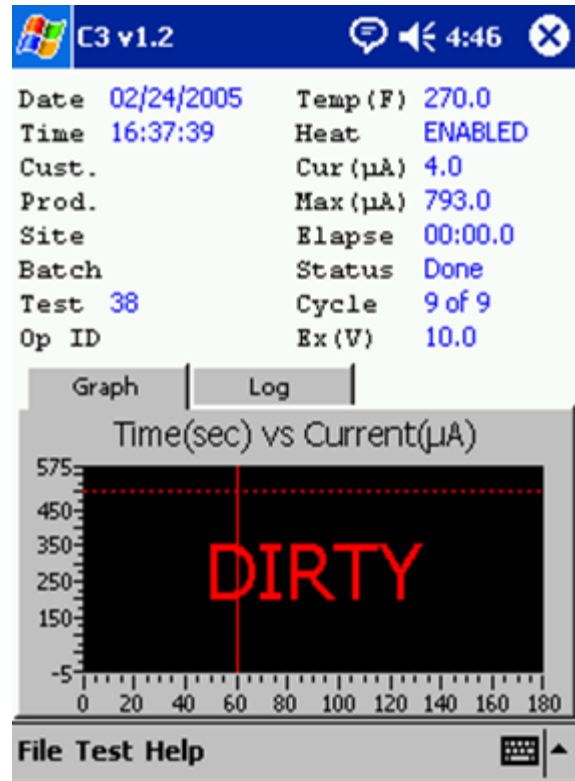 C3 v1.2 4:46
Date 02/24/2005 Temp(F) 270.0
Time 16:37:39 Heat ENABLED
Cust. Cur(µA) 4.0
Prod. Max(µA) 793.0
Site Elapse 00:00.0
Batch Status Done
Test 38 Cycle 9 of 9
Op ID Ex(V) 10.0
Graph Log
Time(sec) vs Current(µA)
575
450
350
250
150
-5
DIRTY
0 20 40 60 80 100 120 140 160 180
File Test Help